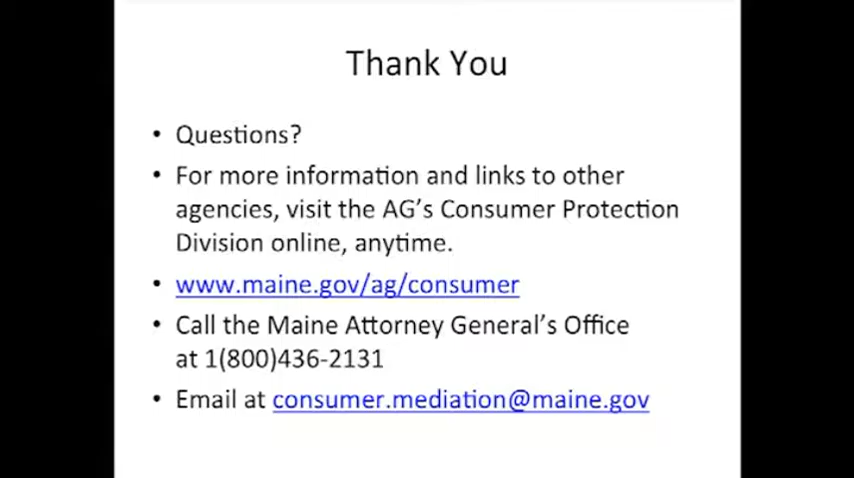 Thank You
• Questions?
• For more information and links to other
agencies, visit the AG’s Consumer Protection
Division online, anytime.
• www.maine.gov/ag/consumer
• Call the Maine Attorney General’s Office
at 1(800)436-2131
• Email at consumer.mediation@maine.gov